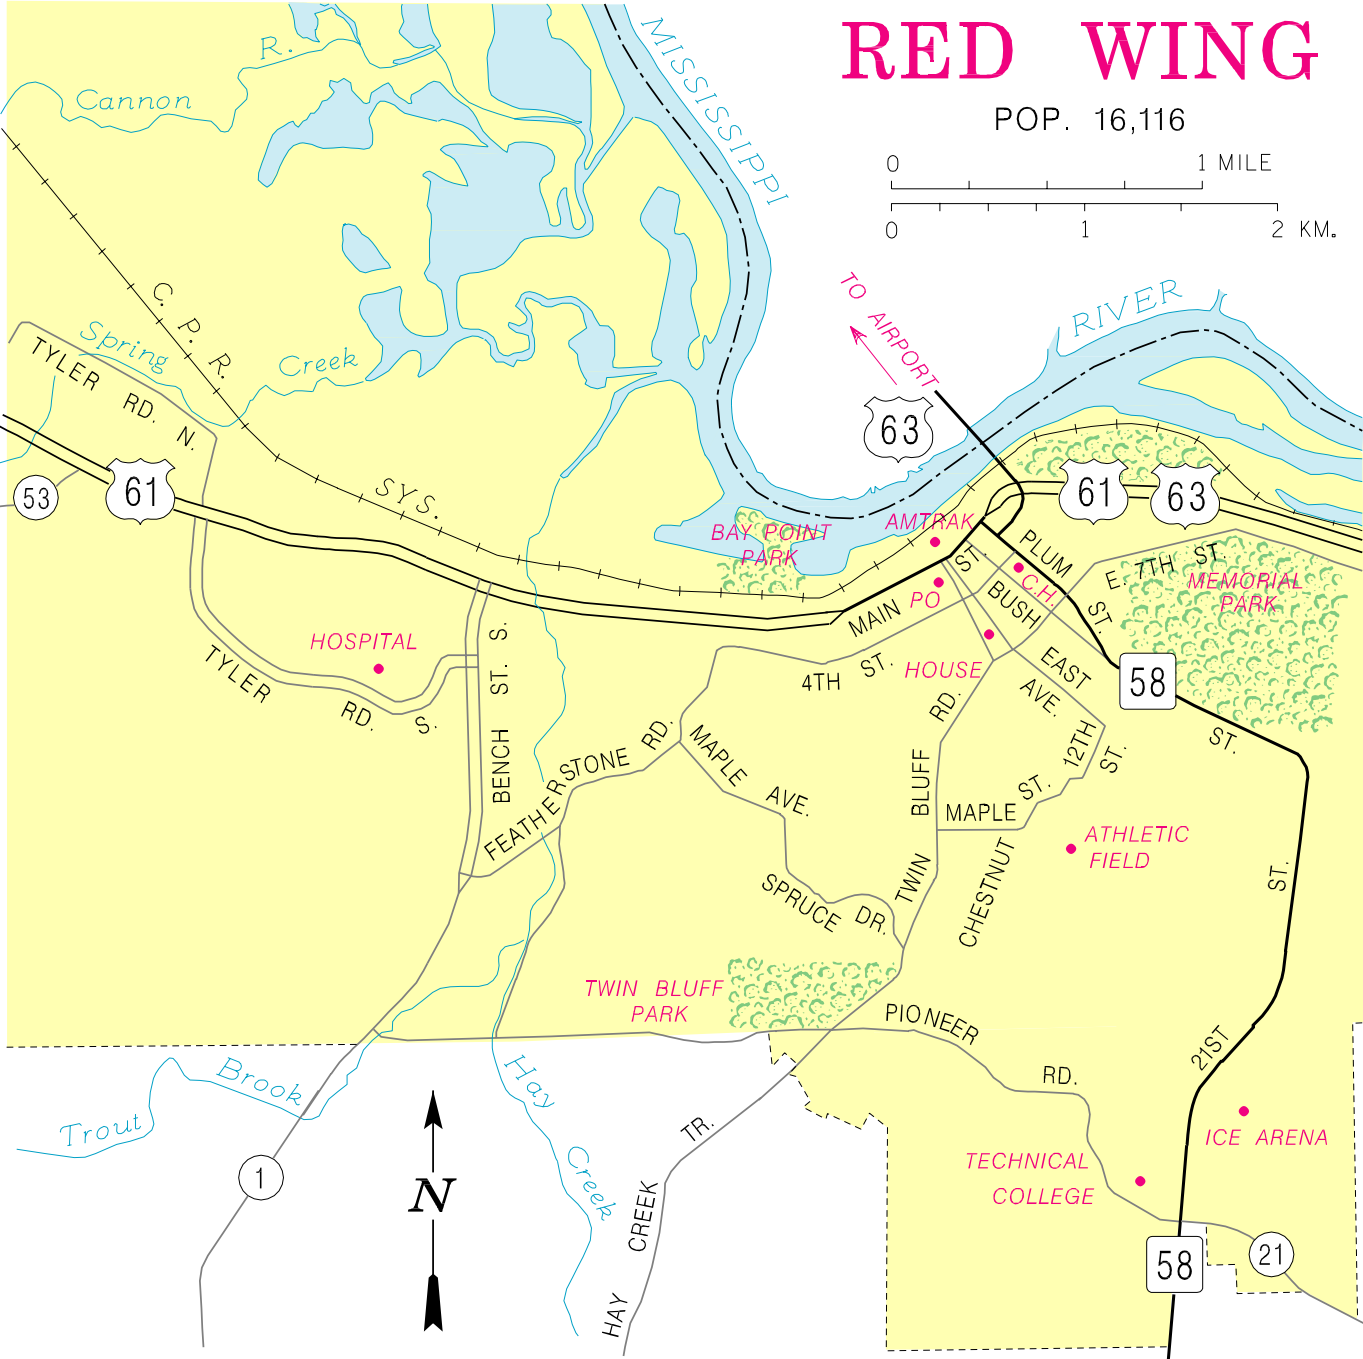 RED WING
POP. 16,116
0 1 MILE
0 1 2 KM.
MISSISSIPPI
RIVER
R.
Cannon
C. P. R.
SYS.
Spring
Creek
TYLER RD. N.
53
61
TO AIRPORT
63
61
63
BAY POINT
PARK
AMTRAK
PO
C.H.
PLUM
ST.
E. 7TH ST.
MEMORIAL
PARK
MAIN
ST.
BUSH
4TH ST.
HOUSE
EAST
AVE.
58
ST.
HOSPITAL
TYLER RD. S.
BENCH ST. S.
FEATHERSTONE RD.
MAPLE AVE.
TWIN BLUFF RD.
12TH
ST.
MAPLE ST.
CHESTNUT
ATHLETIC
FIELD
SPRUCE DR.
ST.
21ST
TWIN BLUFF
PARK
PIONEER RD.
Trout Brook
Hay
Creek
1
N
HAY CREEK TR.
ICE ARENA
TECHNICAL
COLLEGE
58
21